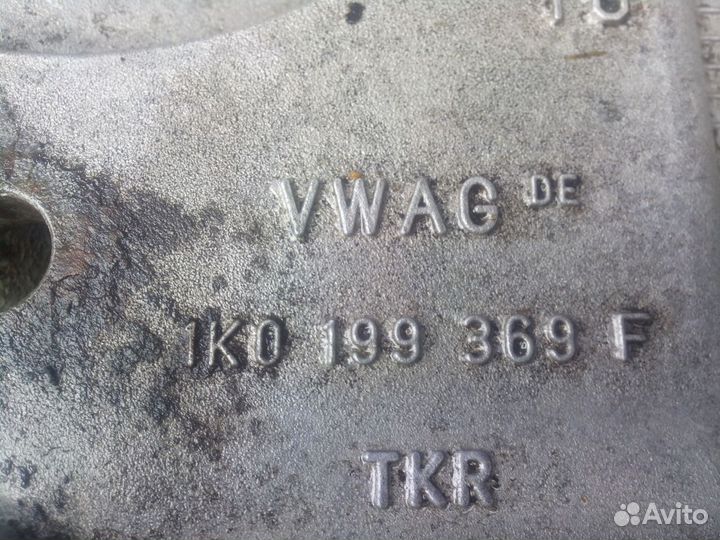 VWAG DE
1K0 199 369 F
TKR
Avito